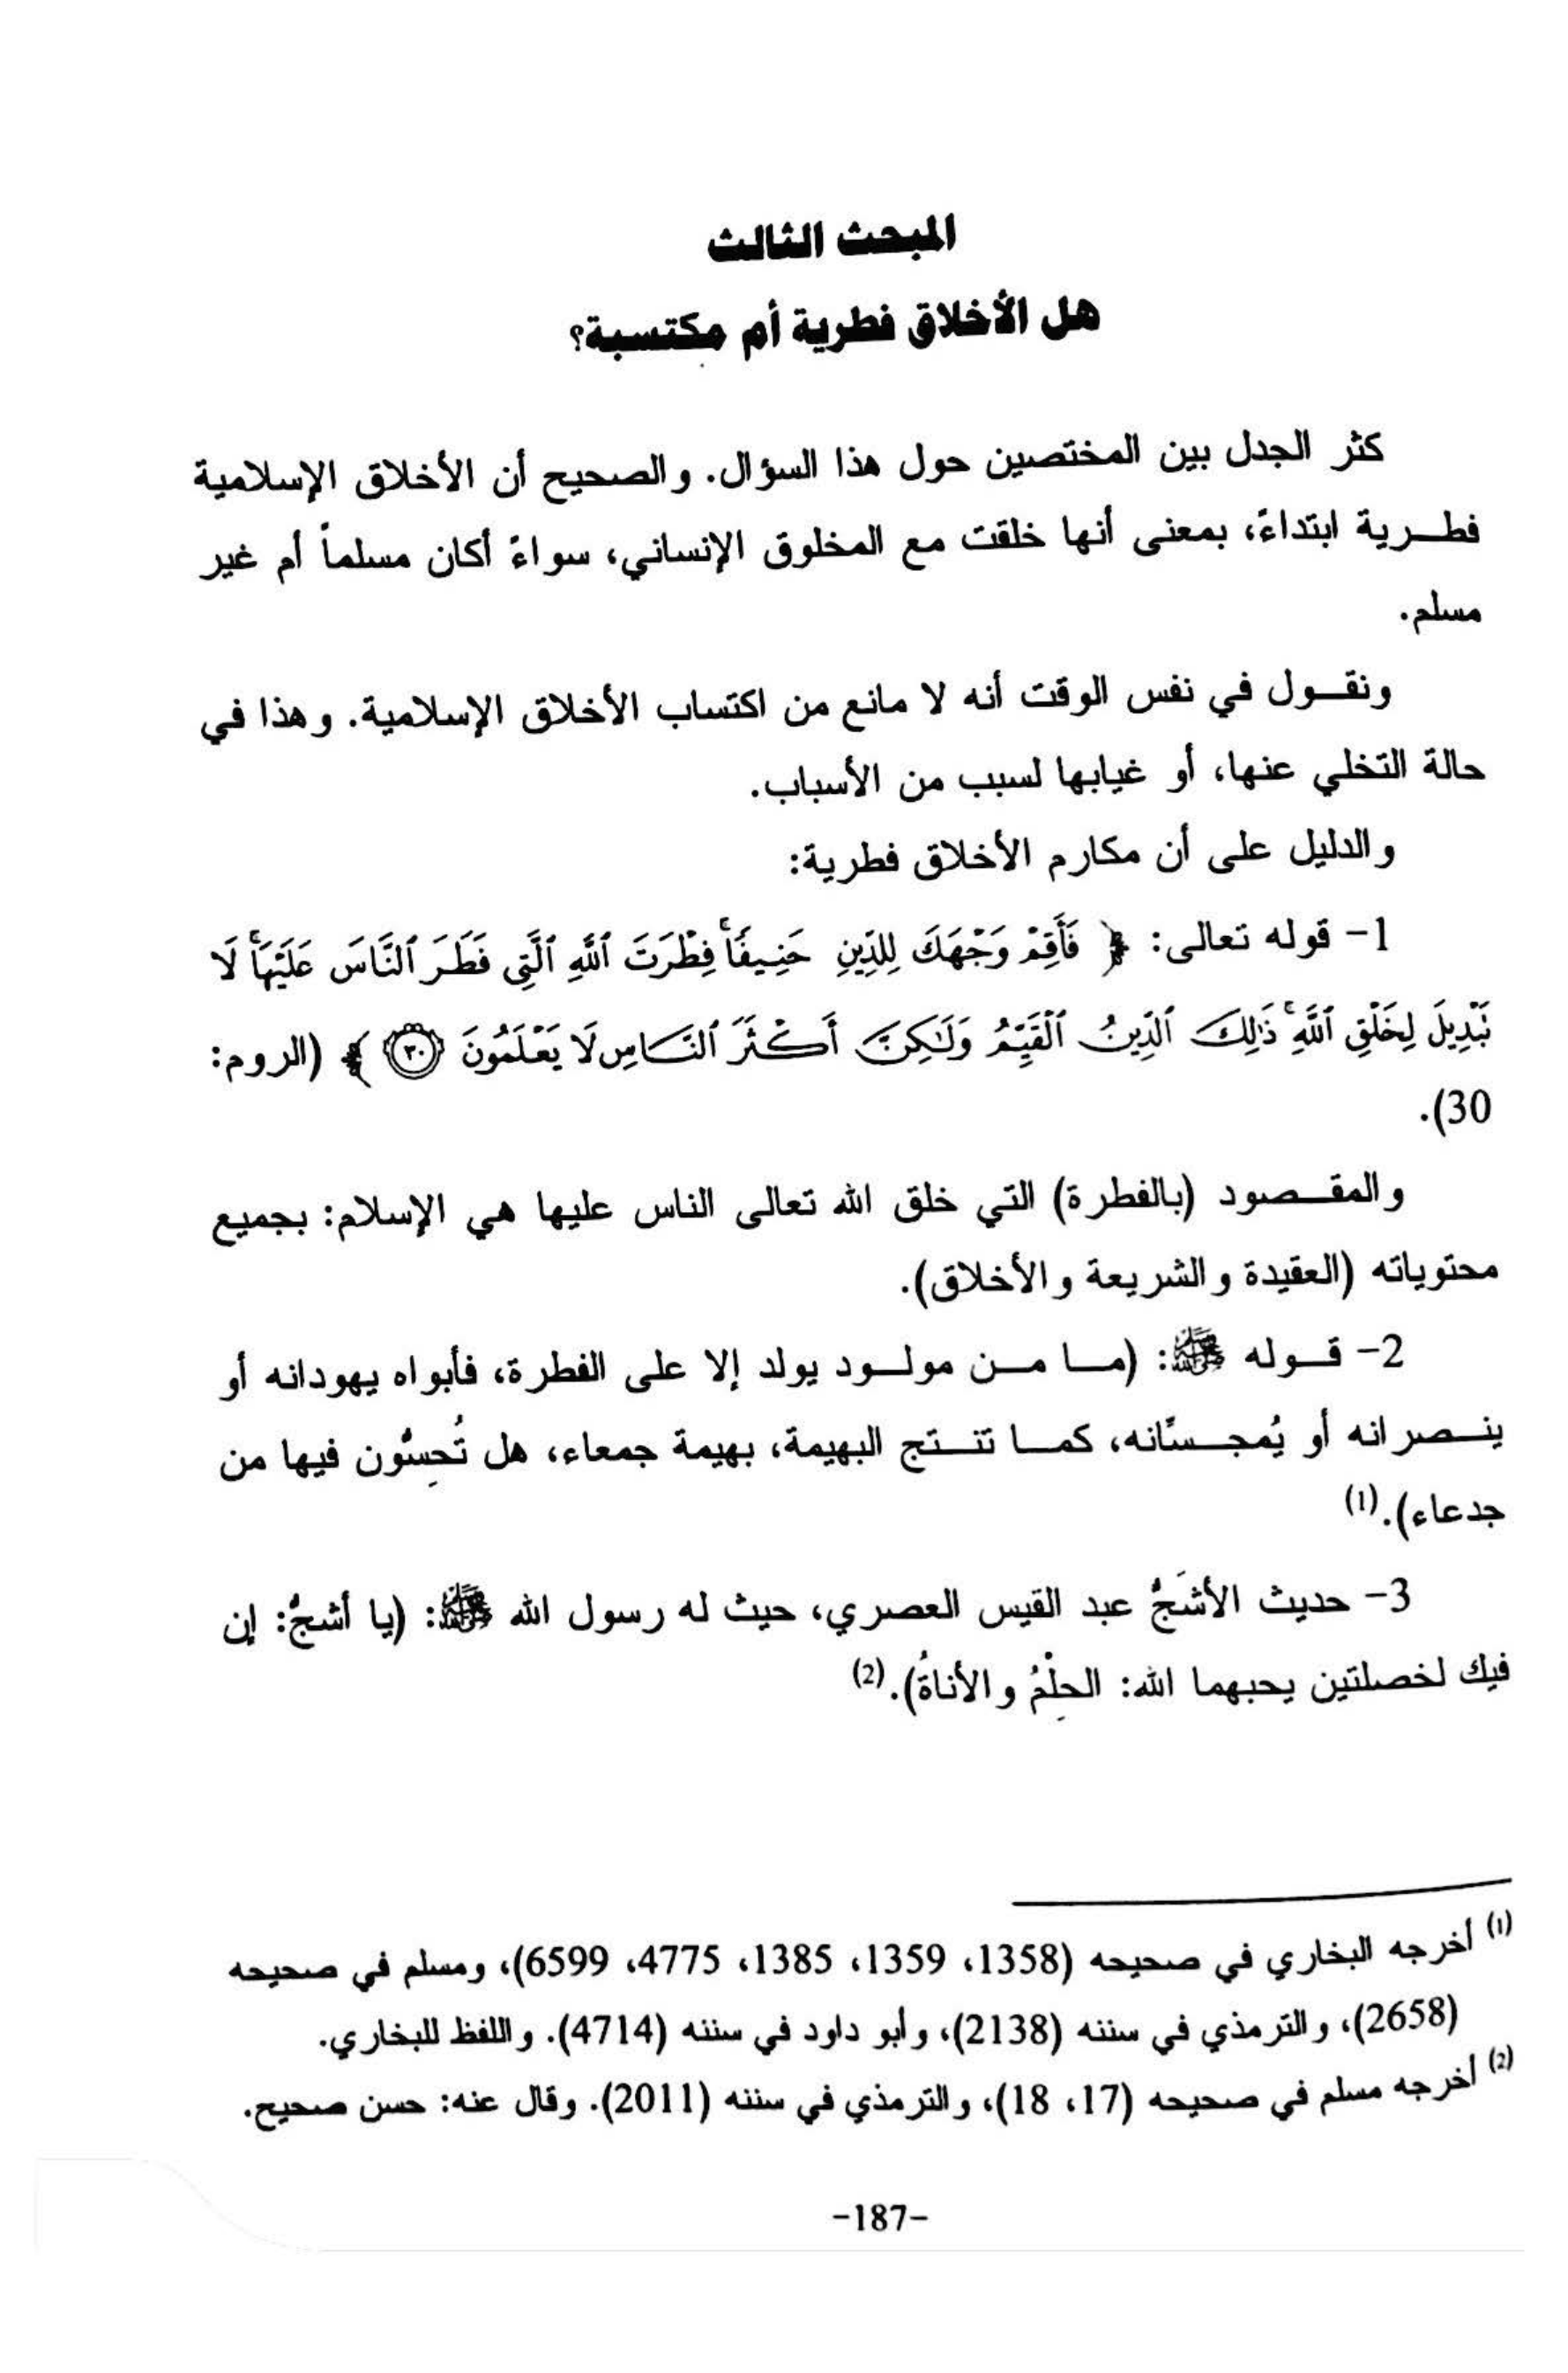 المبحث الثالث
هل الأخلاق فطرية أم مكتسبة؟
كثر الجدل بين المختصين حول هذا السؤال. والصحيح أن الأخلاق الإسلامية
فطرية ابتداءً، بمعنى أنها خلقت مع المخلوق الإنساني، سواءً أكان مسلماً أم غير
مسلم.
ونقول في نفس الوقت أنه لا مانع من اكتساب الأخلاق الإسلامية. وهذا في
حالة التخلي عنها، أو غيابها لسبب من الأسباب.
والدليل على أن مكارم الأخلاق فطرية:
1- قوله تعالى: ﴿ فَأَقِمْ وَجْهَكَ لِلدِّينِ حَنِيفًا ۚ فِطْرَتَ ٱللَّهِ ٱلَّتِي فَطَرَ ٱلنَّاسَ عَلَيْهَا ۚ لَا
تَبْدِيلَ لِخَلْقِ ٱللَّهِ ۚ ذَٰلِكَ ٱلدِّينُ ٱلْقَيِّمُ وَلَٰكِنَّ أَكْثَرَ ٱلنَّاسِ لَا يَعْلَمُونَ ٣٠ ﴾ (الروم:
30).
والمقصود (بالفطرة) التي خلق الله تعالى الناس عليها هي الإسلام: بجميع
محتوياته (العقيدة والشريعة والأخلاق).
2- قوله ﷺ: (ما من مولود يولد إلا على الفطرة، فأبواه يهودانه أو
ينصرانه أو يُمجسّانه، كما تنتج البهيمة، بهيمة جمعاء، هل تُحِسُّون فيها من
جدعاء).(1)
3- حديث الأشَجُّ عبد القيس العصري، حيث له رسول الله ﷺ: (يا أشجُّ: إن
فيك لخصلتين يحبهما الله: الحِلْمُ والأناةُ).(2)
(1) أخرجه البخاري في صحيحه (1358، 1359، 1385، 4775، 6599)، ومسلم في صحيحه
(2658)، والترمذي في سننه (2138)، وأبو داود في سننه (4714). واللفظ للبخاري.
(2) أخرجه مسلم في صحيحه (17، 18)، والترمذي في سننه (2011). وقال عنه: حسن صحيح.
-187-